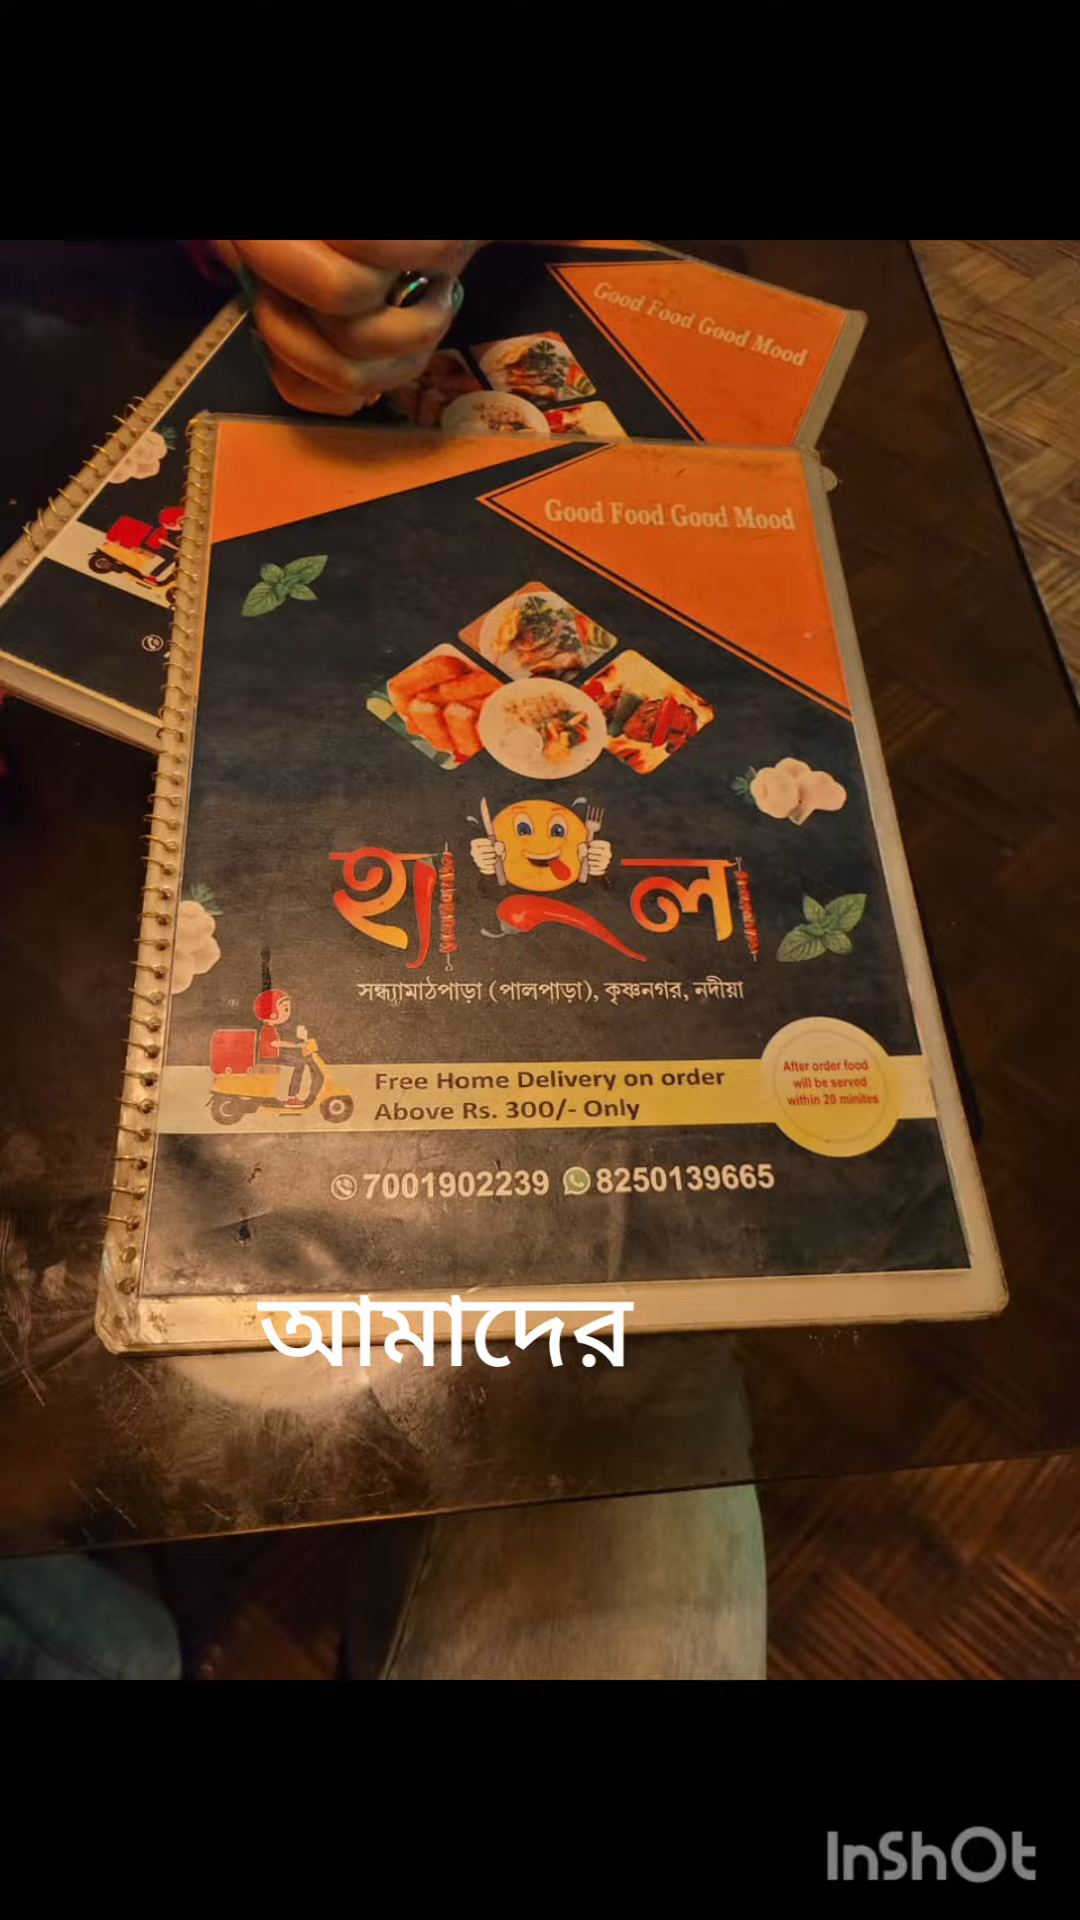 Good Food Good Mood
Good Food Good Mood
হ্যাংলা
সন্ধ্যামাঠপাড়া (পালপাড়া), কৃষ্ণনগর, নদীয়া
Free Home Delivery on order
Above Rs. 300/- Only
After order food
will be served
within 20 minites
7001902239 8250139665
আমাদের
InShOt